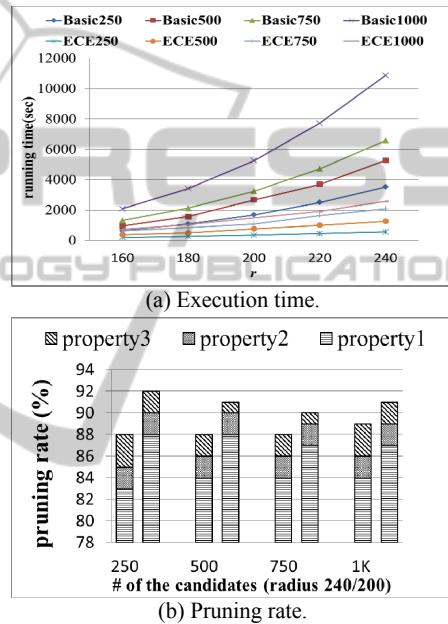 Basic250 Basic500 Basic750 Basic1000
ECE250 ECE500 ECE750 ECE1000
12000
10000
8000
6000
4000
2000
0
running time(sec)
160 180 200 220 240
r
(a) Execution time.
property3 property2 property1
94
92
90
88
86
84
82
80
78
pruning rate (%)
250 500 750 1K
# of the candidates (radius 240/200)
(b) Pruning rate.